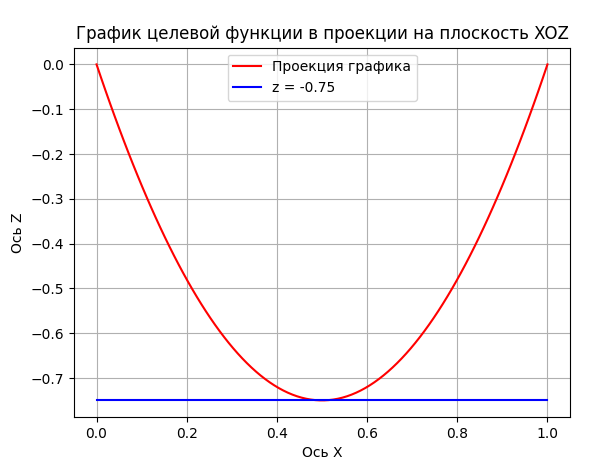 График целевой функции в проекции на плоскость XOZ
Проекция графика
z = -0.75
0.0
−0.1
−0.2
−0.3
−0.4
−0.5
−0.6
−0.7
Ось Z
0.0 0.2 0.4 0.6 0.8 1.0
Ось X